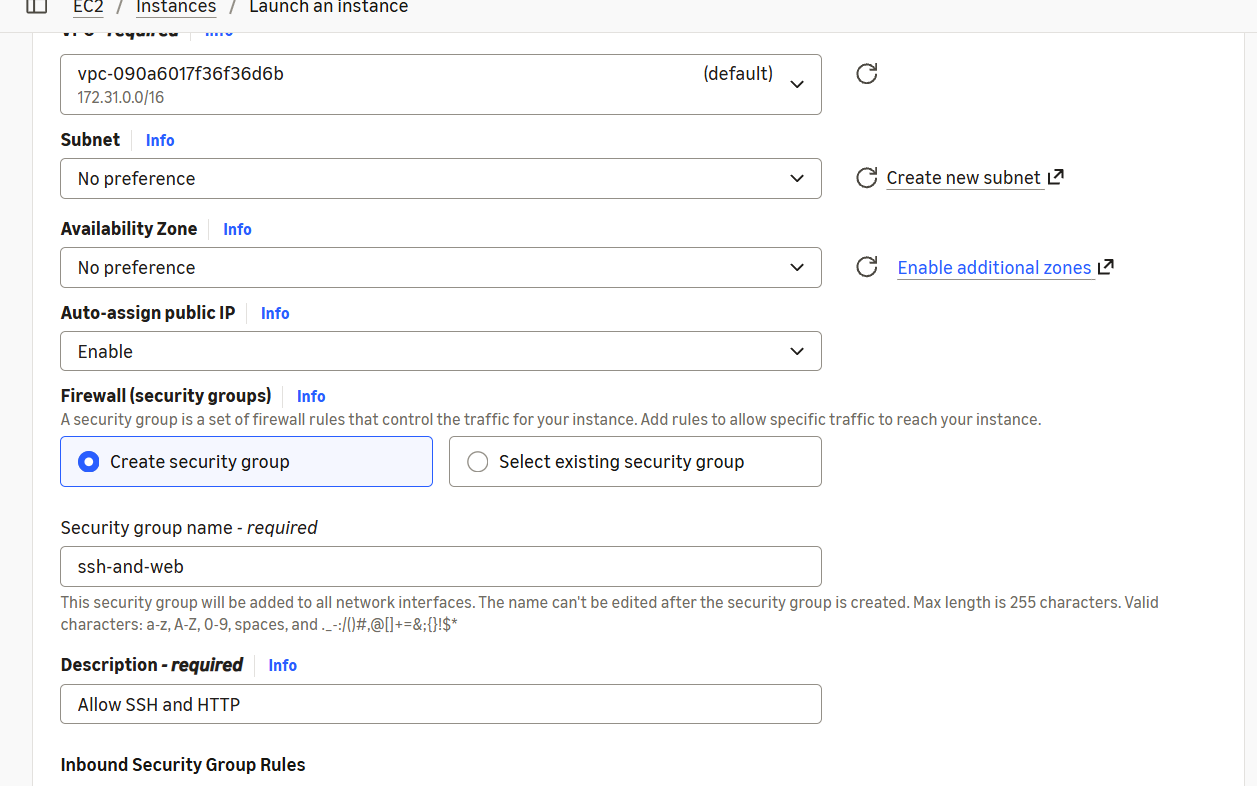 EC2 / Instances / Launch an instance
VPC - required Info
vpc-090a6017f36f36d6b (default)
172.31.0.0/16
Subnet Info
No preference
Create new subnet
Availability Zone Info
No preference
Enable additional zones
Auto-assign public IP Info
Enable
Firewall (security groups) Info
A security group is a set of firewall rules that control the traffic for your instance. Add rules to allow specific traffic to reach your instance.
Create security group
Select existing security group
Security group name - required
ssh-and-web
This security group will be added to all network interfaces. The name can't be edited after the security group is created. Max length is 255 characters. Valid
characters: a-z, A-Z, 0-9, spaces, and ._-:/()#,@[]+=&;{}!$*
Description - required Info
Allow SSH and HTTP
Inbound Security Group Rules